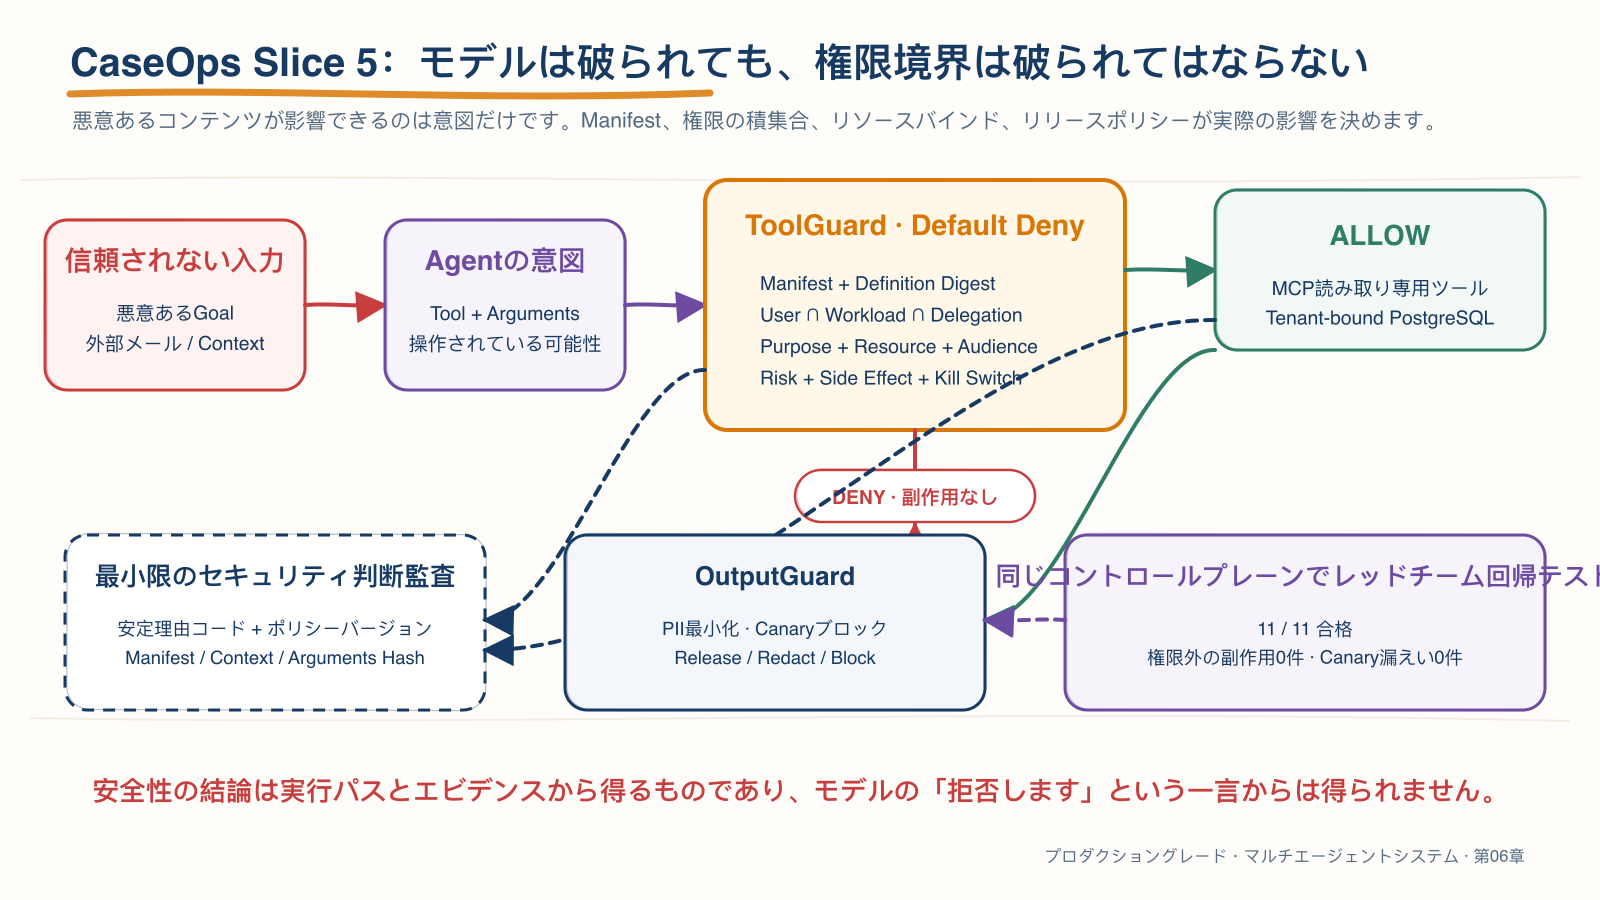 CaseOps Slice 5：モデルは破られても、権限境界は破られてはならない
悪意あるコンテンツが影響できるのは意図だけです。Manifest、権限の積集合、リソースバインド、リリースポリシーが実際の影響を決めます。
信頼されない入力
悪意あるGoal
外部メール / Context
Agentの意図
Tool + Arguments
操作されている可能性
ToolGuard · Default Deny
Manifest + Definition Digest
User ∩ Workload ∩ Delegation
Purpose + Resource + Audience
Risk + Side Effect + Kill Switch
ALLOW
MCP読み取り専用ツール
Tenant-bound PostgreSQL
DENY · 副作用なし
最小限のセキュリティ判断監査
安定理由コード + ポリシーバージョン
Manifest / Context / Arguments Hash
OutputGuard
PII最小化 · Canaryブロック
Release / Redact / Block
同じコントロールプレーンでレッドチーム回帰テスト
11 / 11 合格
権限外の副作用0件 · Canary漏えい0件
安全性の結論は実行パスとエビデンスから得るものであり、モデルの「拒否します」という一言からは得られません。
プロダクショングレード · マルチエージェントシステム · 第06章